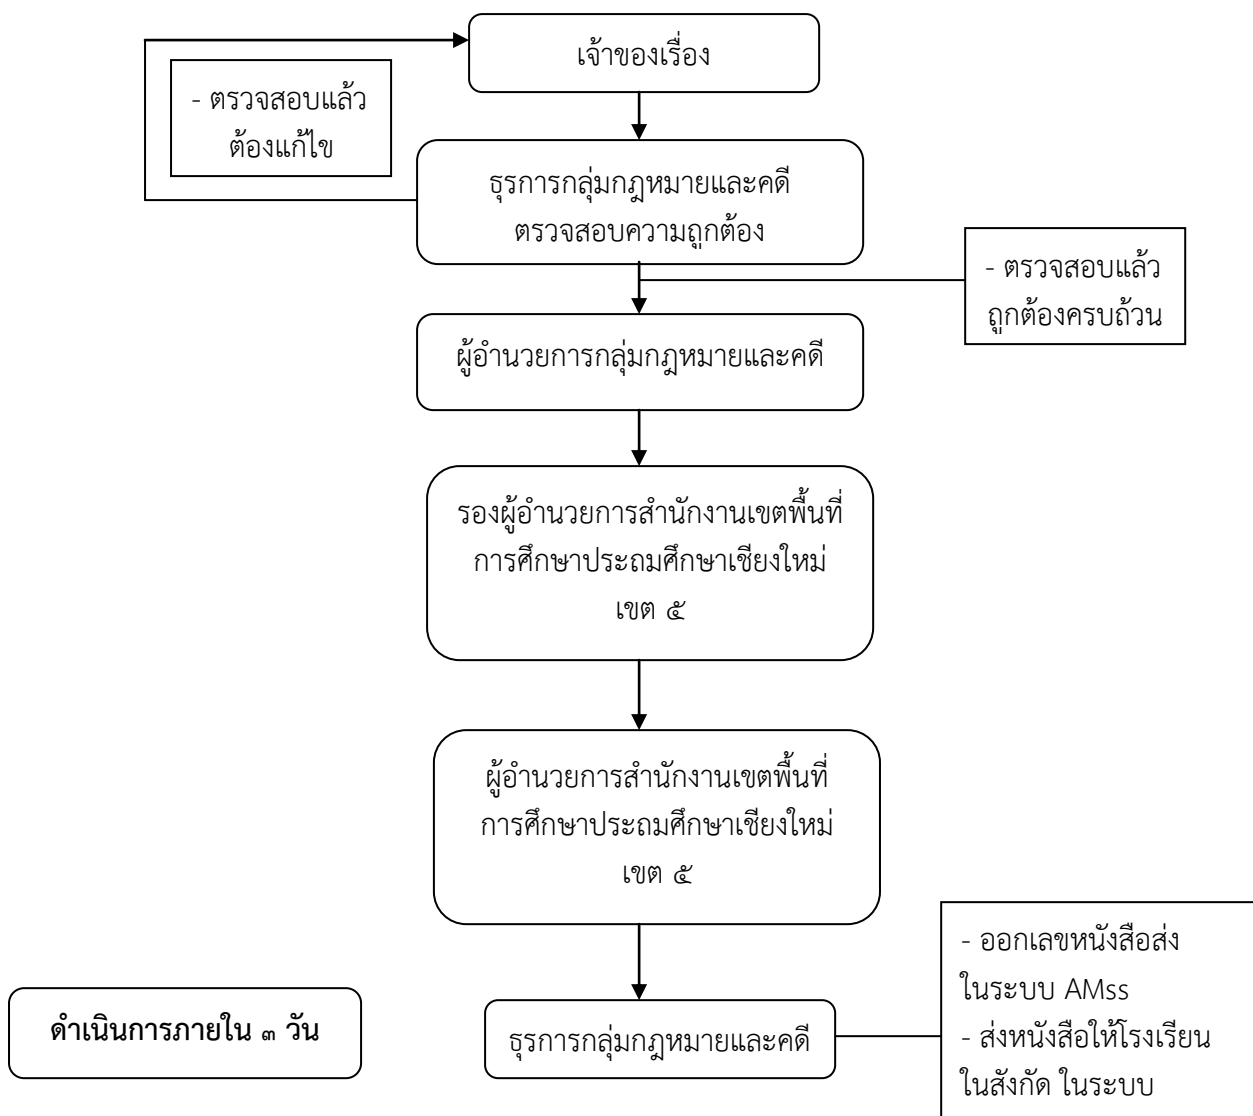 เจ้าของเรื่อง
- ตรวจสอบแล้ว
ต้องแก้ไข
ธุรการกลุ่มกฎหมายและคดี
ตรวจสอบความถูกต้อง
- ตรวจสอบแล้ว
ถูกต้องครบถ้วน
ผู้อำนวยการกลุ่มกฎหมายและคดี
รองผู้อำนวยการสำนักงานเขตพื้นที่
การศึกษาประถมศึกษาเชียงใหม่
เขต ๕
ผู้อำนวยการสำนักงานเขตพื้นที่
การศึกษาประถมศึกษาเชียงใหม่
เขต ๕
- ออกเลขหนังสือส่ง
ในระบบ AMss
- ส่งหนังสือให้โรงเรียน
ในสังกัด ในระบบ
ธุรการกลุ่มกฎหมายและคดี
ดำเนินการภายใน ๓ วัน